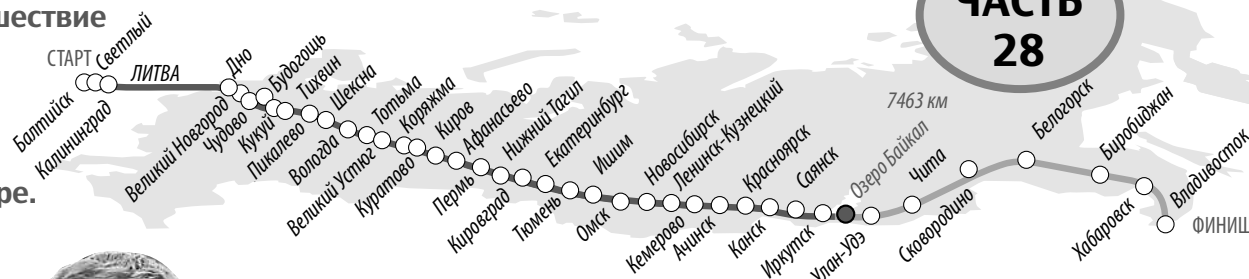 шествие
ЧАСТЬ
28
СТАРТ
Светлый
ЛИТВА
Балтийск
Калининград
Дно
Великий Новгород
Чудово
Будогощь
Кукуй
Тихвин
Пикалево
Шексна
Вологда
Тотьма
Великий Устюг
Коряжма
Куратово
Киров
Афанасьево
Пермь
Нижний Тагил
Кировград
Екатеринбург
Тюмень
Ишим
Омск
Новосибирск
Кемерово
Ленинск-Кузнецкий
Ачинск
Красноярск
Канск
Саянск
Иркутск
7463 км
Озеро Байкал
Улан-Удэ
Чита
Сковородино
Белогорск
Биробиджан
Хабаровск
Владивосток
ФИНИШ
ре.